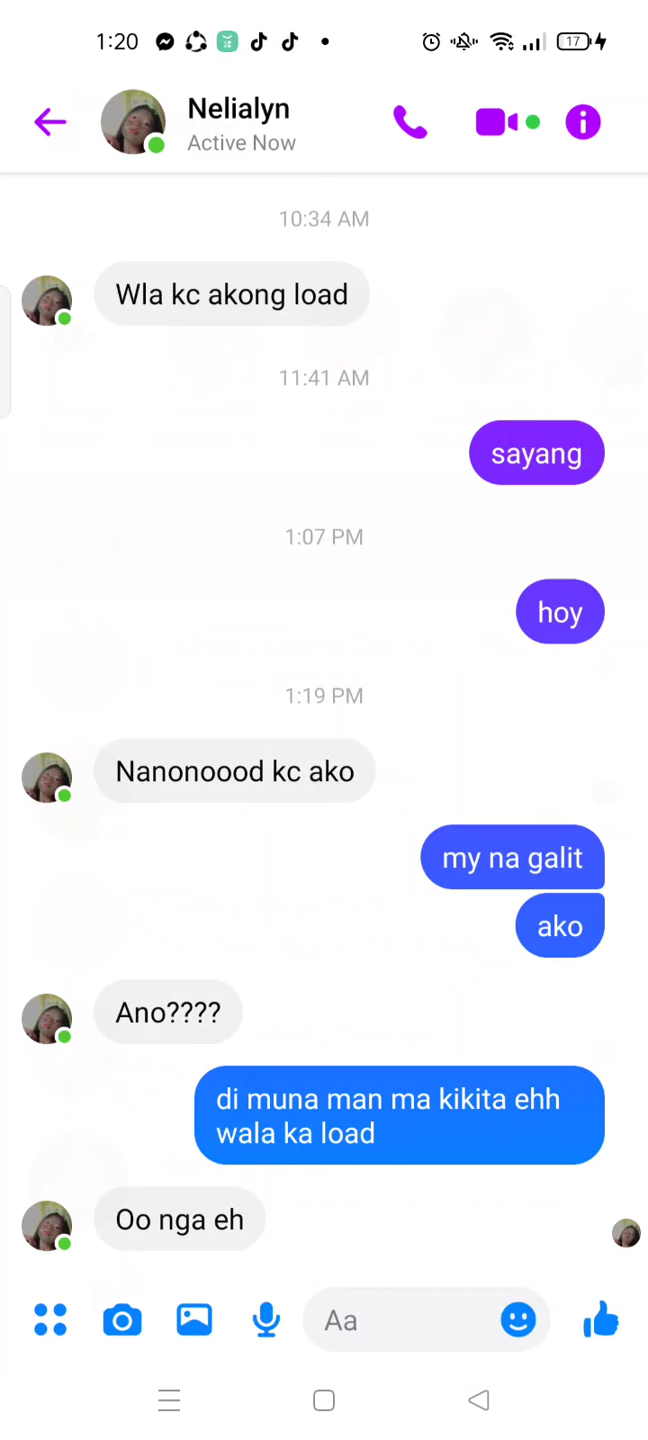 1:20
17
Nelialyn
Active Now
10:34 AM
Wla kc akong load
11:41 AM
sayang
1:07 PM
hoy
1:19 PM
Nanonoood kc ako
my na galit
ako
Ano????
di muna man ma kikita ehh
wala ka load
Oo nga eh
Aa